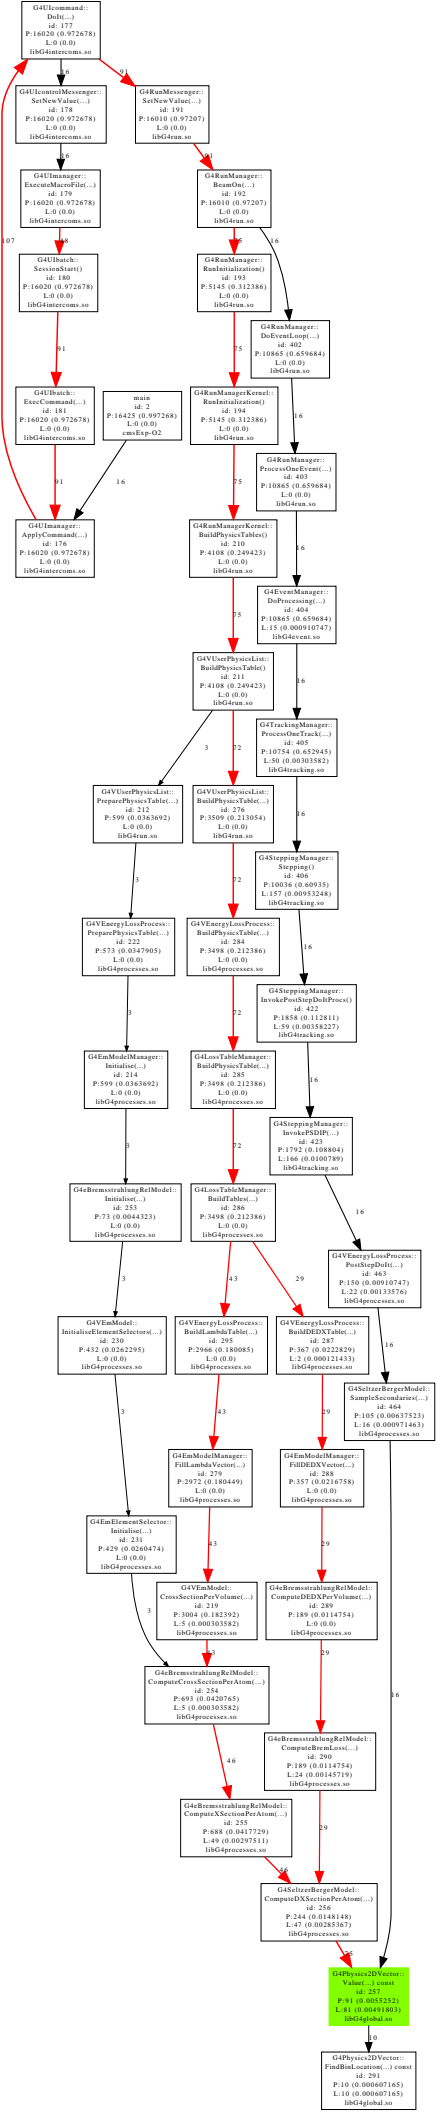 G4UIcommand::
DoIt(...)
id: 177
P:16020 (0.972678)
L:0 (0.0)
libG4intercoms.so
16
91
G4UIcontrolMessenger::
SetNewValue(...)
id: 178
P:16020 (0.972678)
L:0 (0.0)
libG4intercoms.so
G4RunMessenger::
SetNewValue(...)
id: 191
P:16010 (0.97207)
L:0 (0.0)
libG4run.so
16
91
G4UImanager::
ExecuteMacroFile(...)
id: 179
P:16020 (0.972678)
L:0 (0.0)
libG4intercoms.so
G4RunManager::
BeamOn(...)
id: 192
P:16010 (0.97207)
L:0 (0.0)
libG4run.so
107
16
G4UIbatch::
SessionStart()
id: 180
P:16020 (0.972678)
L:0 (0.0)
libG4intercoms.so
G4RunManager::
RunInitialization()
id: 193
P:5145 (0.312386)
L:0 (0.0)
libG4run.so
G4RunManager::
DoEventLoop(...)
id: 402
P:10865 (0.659684)
L:0 (0.0)
libG4run.so
91
75
G4UIbatch::
ExecCommand(...)
id: 181
P:16020 (0.972678)
L:0 (0.0)
libG4intercoms.so
main
id: 2
P:16425 (0.997268)
L:0 (0.0)
cmsExp-O2
G4RunManagerKernel::
RunInitialization()
id: 194
P:5145 (0.312386)
L:0 (0.0)
libG4run.so
16
G4RunManager::
ProcessOneEvent(...)
id: 403
P:10865 (0.659684)
L:0 (0.0)
libG4run.so
91
16
75
G4UImanager::
ApplyCommand(...)
id: 176
P:16020 (0.972678)
L:0 (0.0)
libG4intercoms.so
G4RunManagerKernel::
BuildPhysicsTables()
id: 210
P:4108 (0.249423)
L:0 (0.0)
libG4run.so
16
G4EventManager::
DoProcessing(...)
id: 404
P:10865 (0.659684)
L:15 (0.000910747)
libG4event.so
75
G4VUserPhysicsList::
BuildPhysicsTable()
id: 211
P:4108 (0.249423)
L:0 (0.0)
libG4run.so
16
G4TrackingManager::
ProcessOneTrack(...)
id: 405
P:10754 (0.652945)
L:50 (0.00303582)
libG4tracking.so
3
72
G4VUserPhysicsList::
PreparePhysicsTable(...)
id: 212
P:599 (0.0363692)
L:0 (0.0)
libG4run.so
G4VUserPhysicsList::
BuildPhysicsTable(...)
id: 276
P:3509 (0.213054)
L:0 (0.0)
libG4run.so
16
G4SteppingManager::
Stepping()
id: 406
P:10036 (0.60935)
L:157 (0.00953248)
libG4tracking.so
3
72
G4VEnergyLossProcess::
PreparePhysicsTable(...)
id: 222
P:573 (0.0347905)
L:0 (0.0)
libG4processes.so
G4VEnergyLossProcess::
BuildPhysicsTable(...)
id: 284
P:3498 (0.212386)
L:0 (0.0)
libG4processes.so
16
G4SteppingManager::
InvokePostStepDoItProcs()
id: 422
P:1858 (0.112811)
L:59 (0.00358227)
libG4tracking.so
3
72
G4EmModelManager::
Initialise(...)
id: 214
P:599 (0.0363692)
L:0 (0.0)
libG4processes.so
G4LossTableManager::
BuildPhysicsTable(...)
id: 285
P:3498 (0.212386)
L:0 (0.0)
libG4processes.so
16
G4SteppingManager::
InvokePSDIP(...)
id: 423
P:1792 (0.108804)
L:166 (0.0100789)
libG4tracking.so
3
72
G4eBremsstrahlungRelModel::
Initialise(...)
id: 253
P:73 (0.0044323)
L:0 (0.0)
libG4processes.so
G4LossTableManager::
BuildTables(...)
id: 286
P:3498 (0.212386)
L:0 (0.0)
libG4processes.so
16
G4VEnergyLossProcess::
PostStepDoIt(...)
id: 463
P:150 (0.00910747)
L:22 (0.00133576)
libG4processes.so
3
43
29
G4VEmModel::
InitialiseElementSelectors(...)
id: 230
P:432 (0.0262295)
L:0 (0.0)
libG4processes.so
G4VEnergyLossProcess::
BuildLambdaTable(...)
id: 295
P:2966 (0.180085)
L:0 (0.0)
libG4processes.so
G4VEnergyLossProcess::
BuildDEDXTable(...)
id: 287
P:367 (0.0222829)
L:2 (0.000121433)
libG4processes.so
16
G4SeltzerBergerModel::
SampleSecondaries(...)
id: 464
P:105 (0.00637523)
L:16 (0.000971463)
libG4processes.so
3
43
29
G4EmModelManager::
FillLambdaVector(...)
id: 279
P:2972 (0.180449)
L:0 (0.0)
libG4processes.so
G4EmModelManager::
FillDEDXVector(...)
id: 288
P:357 (0.0216758)
L:0 (0.0)
libG4processes.so
G4EmElementSelector::
Initialise(...)
id: 231
P:429 (0.0260474)
L:0 (0.0)
libG4processes.so
43
29
G4VEmModel::
CrossSectionPerVolume(...)
id: 219
P:3004 (0.182392)
L:5 (0.000303582)
libG4processes.so
G4eBremsstrahlungRelModel::
ComputeDEDXPerVolume(...)
id: 289
P:189 (0.0114754)
L:0 (0.0)
libG4processes.so
3
43
G4eBremsstrahlungRelModel::
ComputeCrossSectionPerAtom(...)
id: 254
P:693 (0.0420765)
L:5 (0.000303582)
libG4processes.so
29
16
46
G4eBremsstrahlungRelModel::
ComputeBremLoss(...)
id: 290
P:189 (0.0114754)
L:24 (0.00145719)
libG4processes.so
G4eBremsstrahlungRelModel::
ComputeXSectionPerAtom(...)
id: 255
P:688 (0.0417729)
L:49 (0.00297511)
libG4processes.so
29
46
G4SeltzerBergerModel::
ComputeDXSectionPerAtom(...)
id: 256
P:244 (0.0148148)
L:47 (0.00285367)
libG4processes.so
G4Physics2DVector::
Value(...) const
id: 257
P:91 (0.0055252)
L:81 (0.00491803)
libG4global.so
10
G4Physics2DVector::
FindBinLocation(...) const
id: 291
P:10 (0.000607165)
L:10 (0.000607165)
libG4global.so